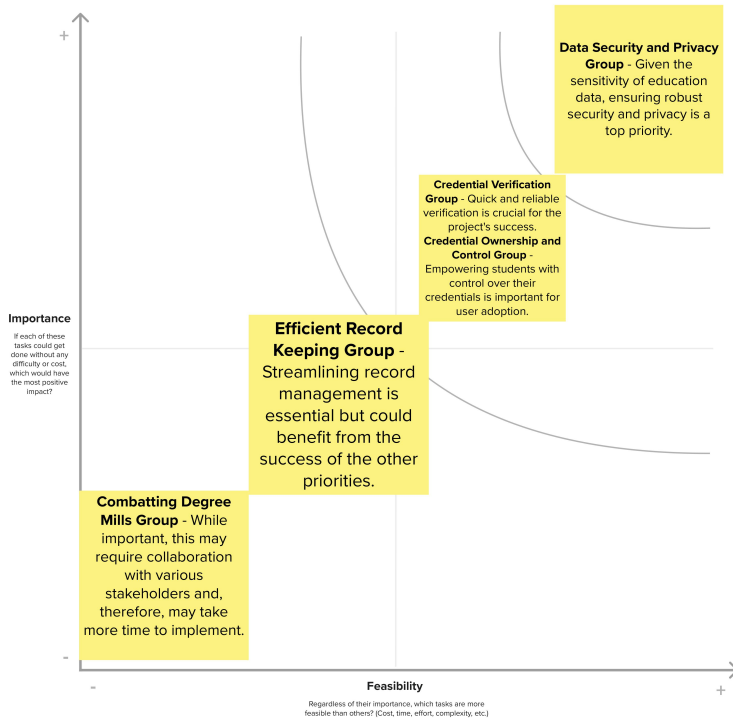 +
Data Security and Privacy
Group - Given the
sensitivity of education
data, ensuring robust
security and privacy is a
top priority.
Credential Verification
Group - Quick and reliable
verification is crucial for the
project's success.
Credential Ownership and
Control Group -
Empowering students with
control over their
credentials is important for
user adoption.
Importance
If each of these
tasks could get
done without any
difficulty or cost,
which would have
the most positive
impact?
Efficient Record
Keeping Group -
Streamlining record
management is
essential but could
benefit from the
success of the other
priorities.
Combatting Degree
Mills Group - While
important, this may
require collaboration
with various
stakeholders and,
therefore, may take
more time to implement.
-
-
Feasibility
+
Regardless of their importance, which tasks are more
feasible than others? (Cost, time, effort, complexity, etc.)